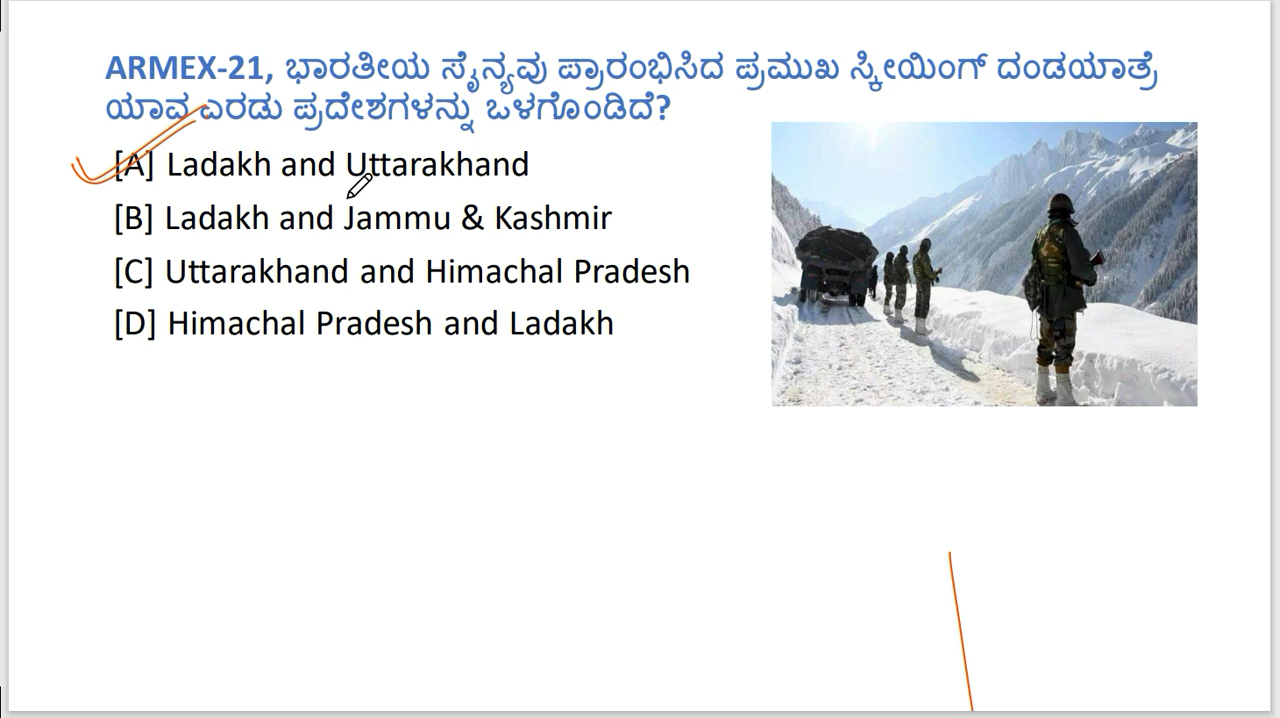 ARMEX-21, ಭಾರತೀಯ ಸೈನ್ಯವು ಪ್ರಾರಂಭಿಸಿದ ಪ್ರಮುಖ ಸ್ಕೀಯಿಂಗ್ ದಂಡಯಾತ್ರೆ
ಯಾವ ಎರಡು ಪ್ರದೇಶಗಳನ್ನು ಒಳಗೊಂಡಿದೆ?
[A] Ladakh and Uttarakhand
[B] Ladakh and Jammu & Kashmir
[C] Uttarakhand and Himachal Pradesh
[D] Himachal Pradesh and Ladakh